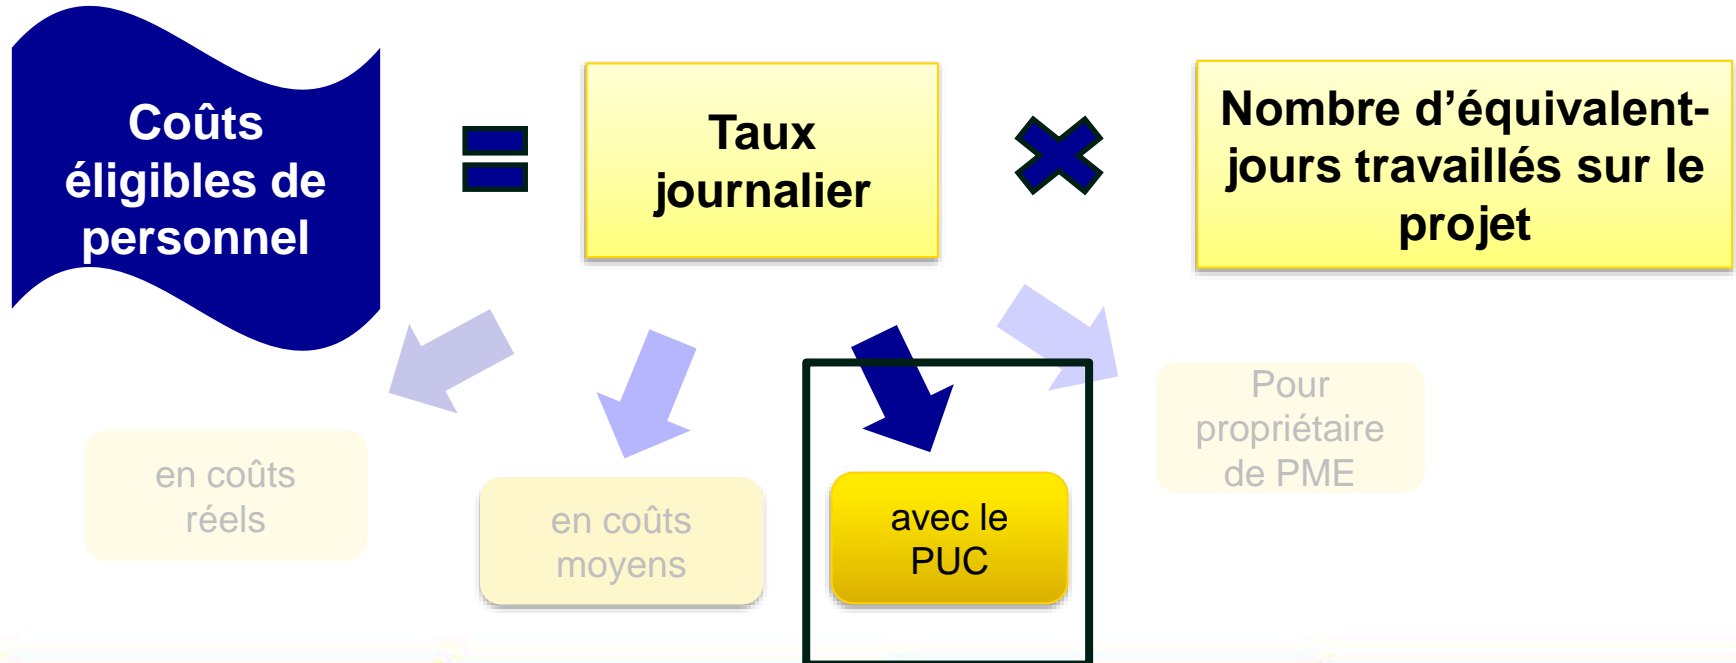 Coûts
éligibles de
personnel
Taux
journalier
Nombre d’équivalent-
jours travaillés sur le
projet
en coûts
réels
en coûts
moyens
avec le
PUC
Pour
propriétaire
de PME